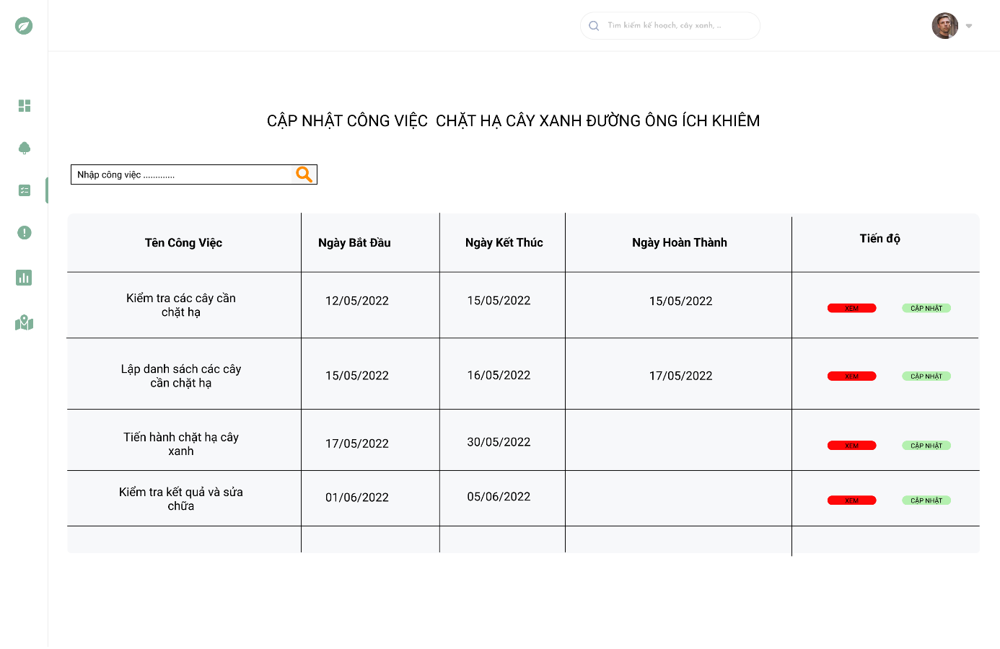 Tìm kiếm kế hoạch, cây xanh, ...
CẬP NHẬT CÔNG VIỆC  CHẶT HẠ CÂY XANH ĐƯỜNG ÔNG ÍCH KHIÊM
Nhập công việc .............
Tên Công Việc
Ngày Bắt Đầu
Ngày Kết Thúc
Ngày Hoàn Thành
Tiến độ
Kiểm tra các cây cần
chặt hạ
12/05/2022
15/05/2022
15/05/2022
XEM
CẬP NHẬT
Lập danh sách các cây
cần chặt hạ
15/05/2022
16/05/2022
17/05/2022
XEM
CẬP NHẬT
Tiến hành chặt hạ cây
xanh
17/05/2022
30/05/2022
XEM
CẬP NHẬT
Kiểm tra kết quả và sửa
chữa
01/06/2022
05/06/2022
XEM
CẬP NHẬT